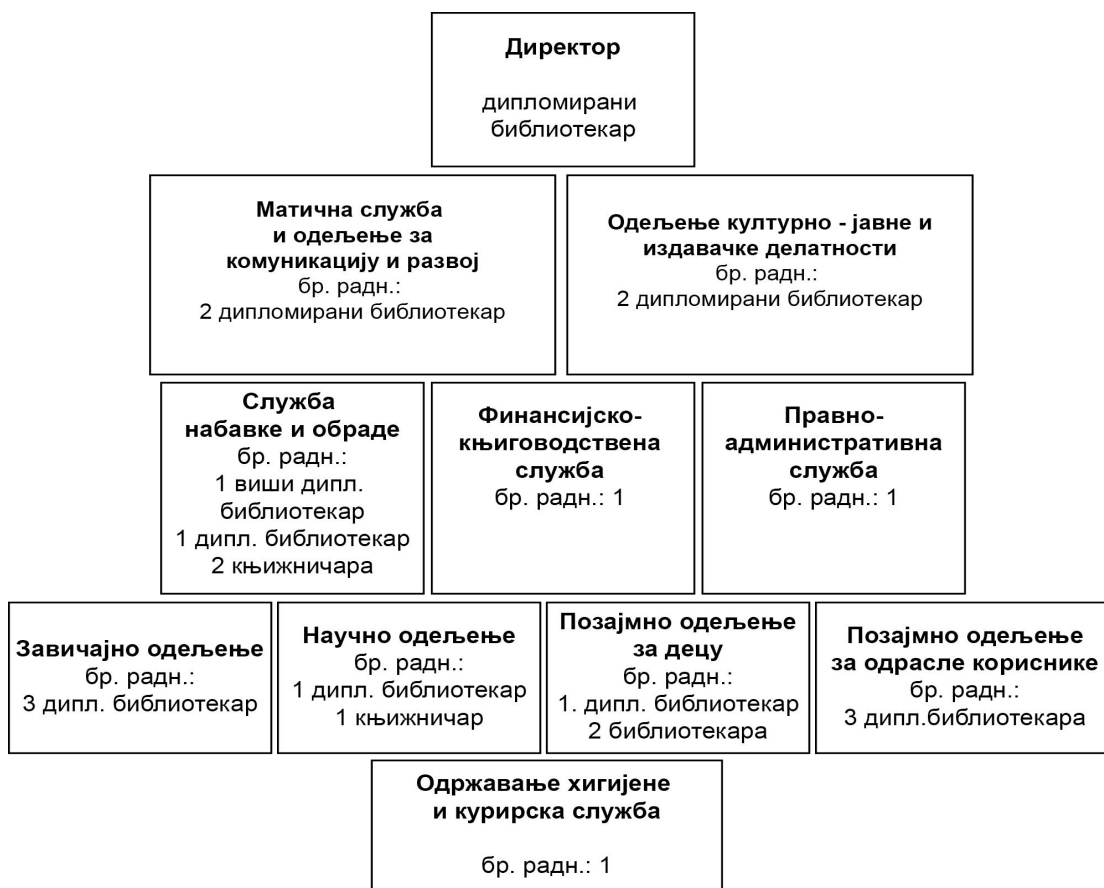 Директор
дипломирани
библиотекар
Матична служба
и одељење за
комуникацију и развој
бр. радн.:
2 дипломирани библиотекар
Одељење културно - јавне и
издавачке делатности
бр. радн.:
2 дипломирани библиотекар
Служба
набавке и обраде
бр. радн.:
1 виши дипл.
библиотекар
1 дипл. библиотекар
2 књижничара
Финансијско-
књиговодствена
служба
бр. радн.: 1
Правно-
административна
служба
бр. радн.: 1
Завичајно одељење
бр. радн.:
3 дипл. библиотекар
Научно одељење
бр. радн.:
1 дипл. библиотекар
1 књижничар
Позајмно одељење
за децу
бр. радн.:
1. дипл. библиотекар
2 библиотекара
Позајмно одељење
за одрасле кориснике
бр. радн.:
3 дипл.библиотекара
Одржавање хигијене
и курирска служба
бр. радн.: 1